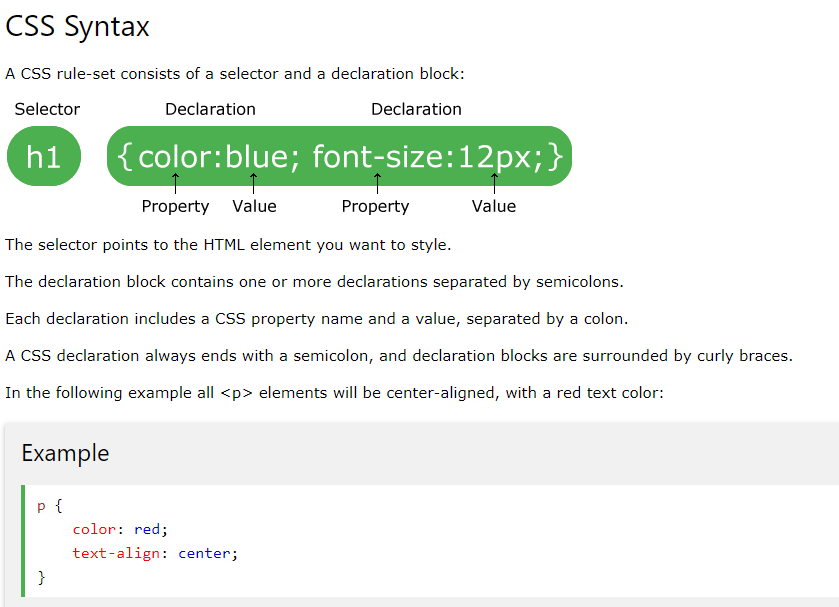 CSS Syntax
A CSS rule-set consists of a selector and a declaration block:
Selector Declaration Declaration
h1 {color:blue; font-size:12px;}
Property Value Property Value
The selector points to the HTML element you want to style.
The declaration block contains one or more declarations separated by semicolons.
Each declaration includes a CSS property name and a value, separated by a colon.
A CSS declaration always ends with a semicolon, and declaration blocks are surrounded by curly braces.
In the following example all <p> elements will be center-aligned, with a red text color:
Example
p {
    color: red;
    text-align: center;
}